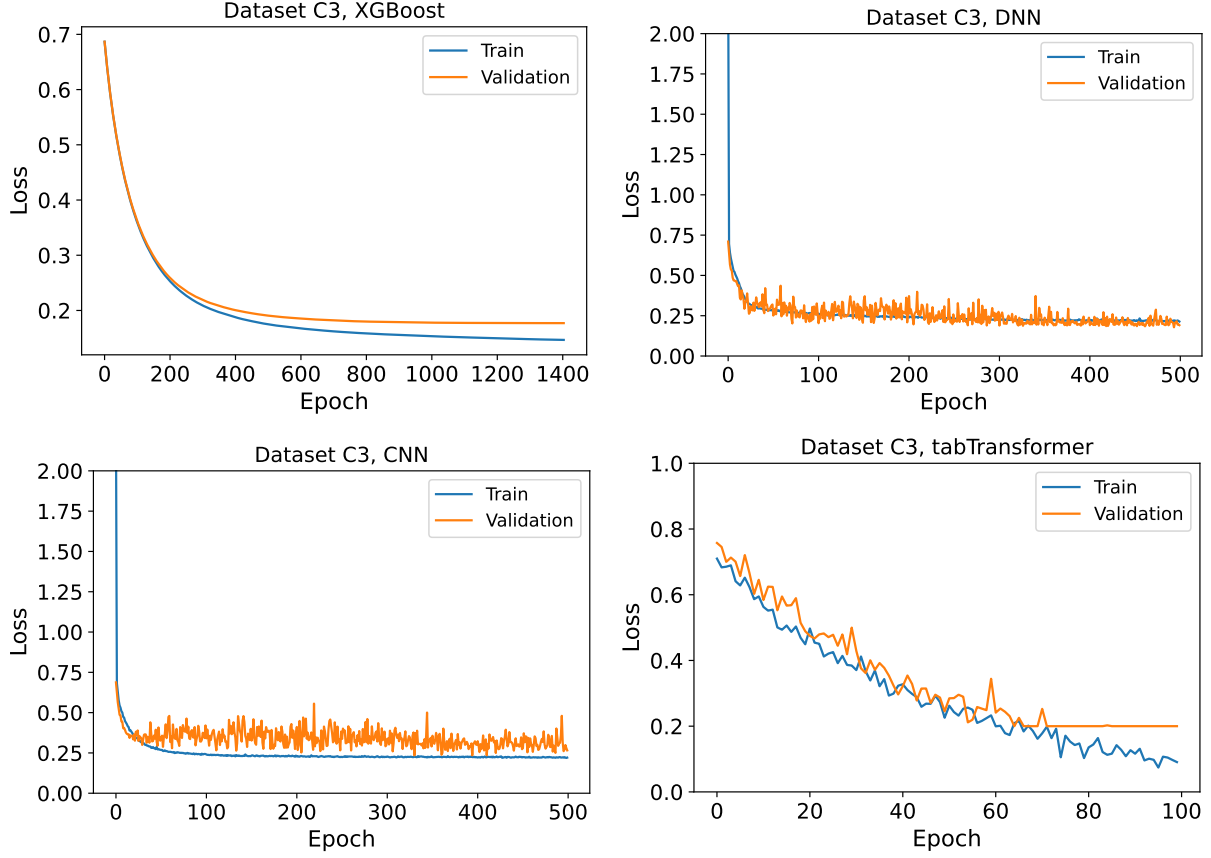 Dataset C3, XGBoost
0.7
0.6
0.5
0.4
0.3
0.2
Loss
Train
Validation
0 200 400 600 800 1000 1200 1400
Epoch
Dataset C3, DNN
2.00
1.75
1.50
1.25
1.00
0.75
0.50
0.25
0.00
Loss
Train
Validation
0 100 200 300 400 500
Epoch
Dataset C3, CNN
2.00
1.75
1.50
1.25
1.00
0.75
0.50
0.25
0.00
Loss
Train
Validation
0 100 200 300 400 500
Epoch
Dataset C3, tabTransformer
1.0
0.8
0.6
0.4
0.2
0.0
Loss
Train
Validation
0 20 40 60 80 100
Epoch